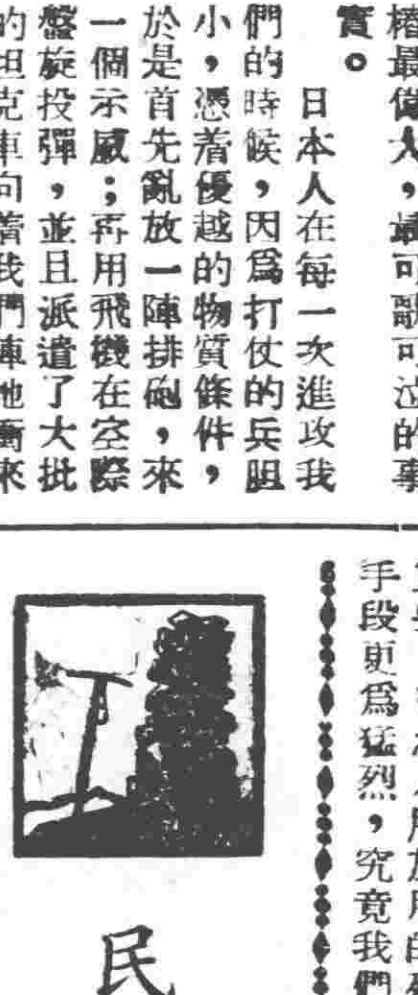 最偉大，最可歌可泣的事
實。
日本人在每一次進攻我
們的時候，因爲打仗的兵胆
小，憑着優越的物質條件，
於是首先亂放一陣排砲，來
一個示威；再用飛機在空際
盤旋投彈，並且派遣了大批
的坦克車向着我們陣地衝來
手段更爲猛烈，究竟我們
民